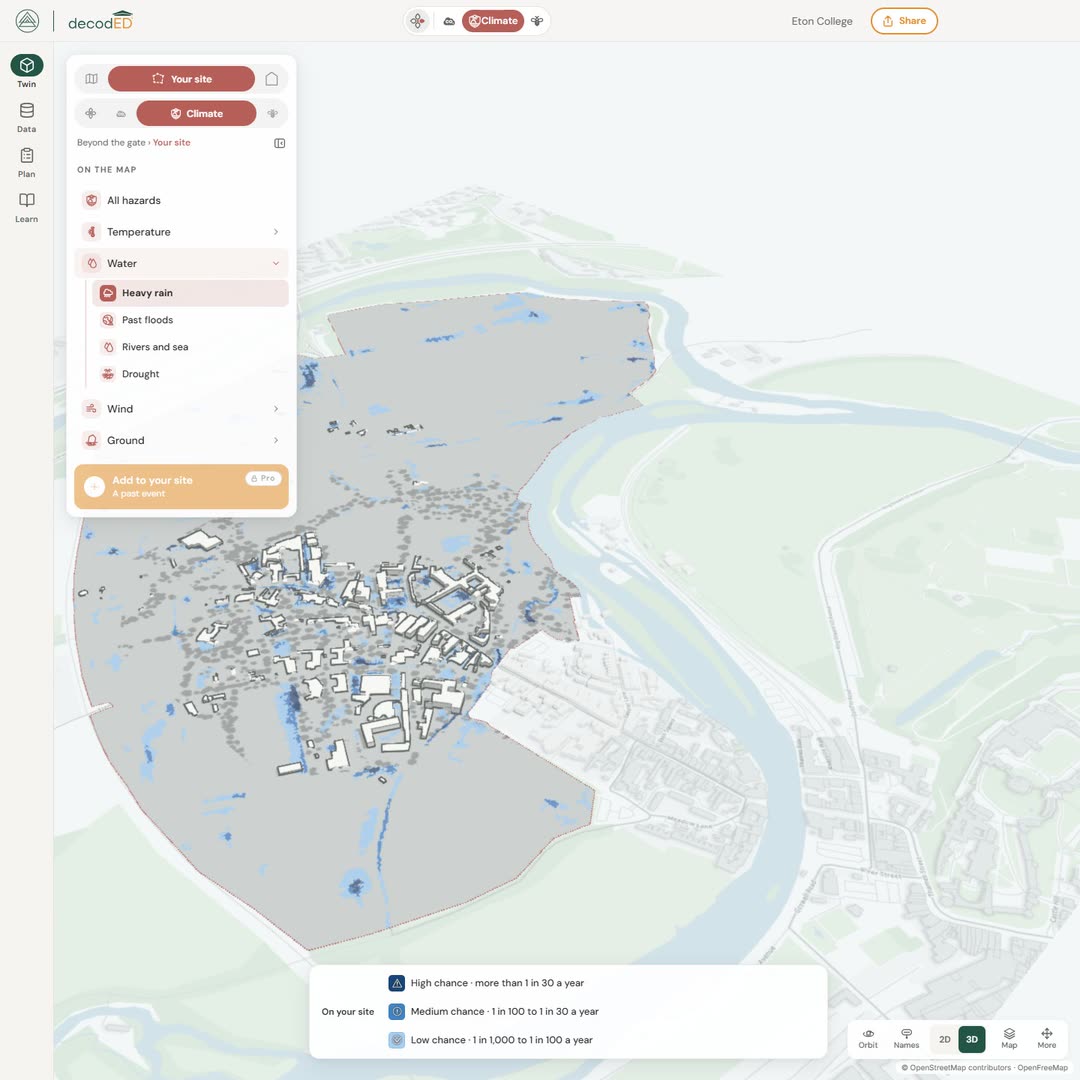 decodED
Climate
Eton College
Share
Twin
Data
Plan
Learn
Your site
Climate
Beyond the gate › Your site
ON THE MAP
All hazards
Temperature
Water
Heavy rain
Past floods
Rivers and sea
Drought
Wind
Ground
Add to your site
Pro
A past event
Meadow Lane
River Street
High chance · more than 1 in 30 a year
On your site
Medium chance · 1 in 100 to 1 in 30 a year
Low chance · 1 in 1,000 to 1 in 100 a year
Orbit
Names
2D
3D
Map
More
© OpenStreetMap contributors · OpenFreeMap